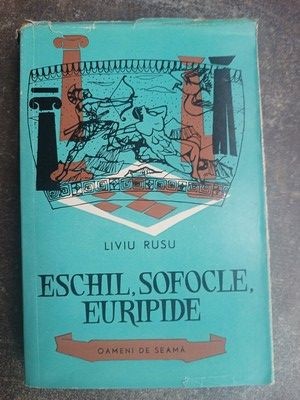 LIVIU RUSU
ESCHIL, SOFOCLE,
EURIPIDE
OAMENI DE SEAMĂ